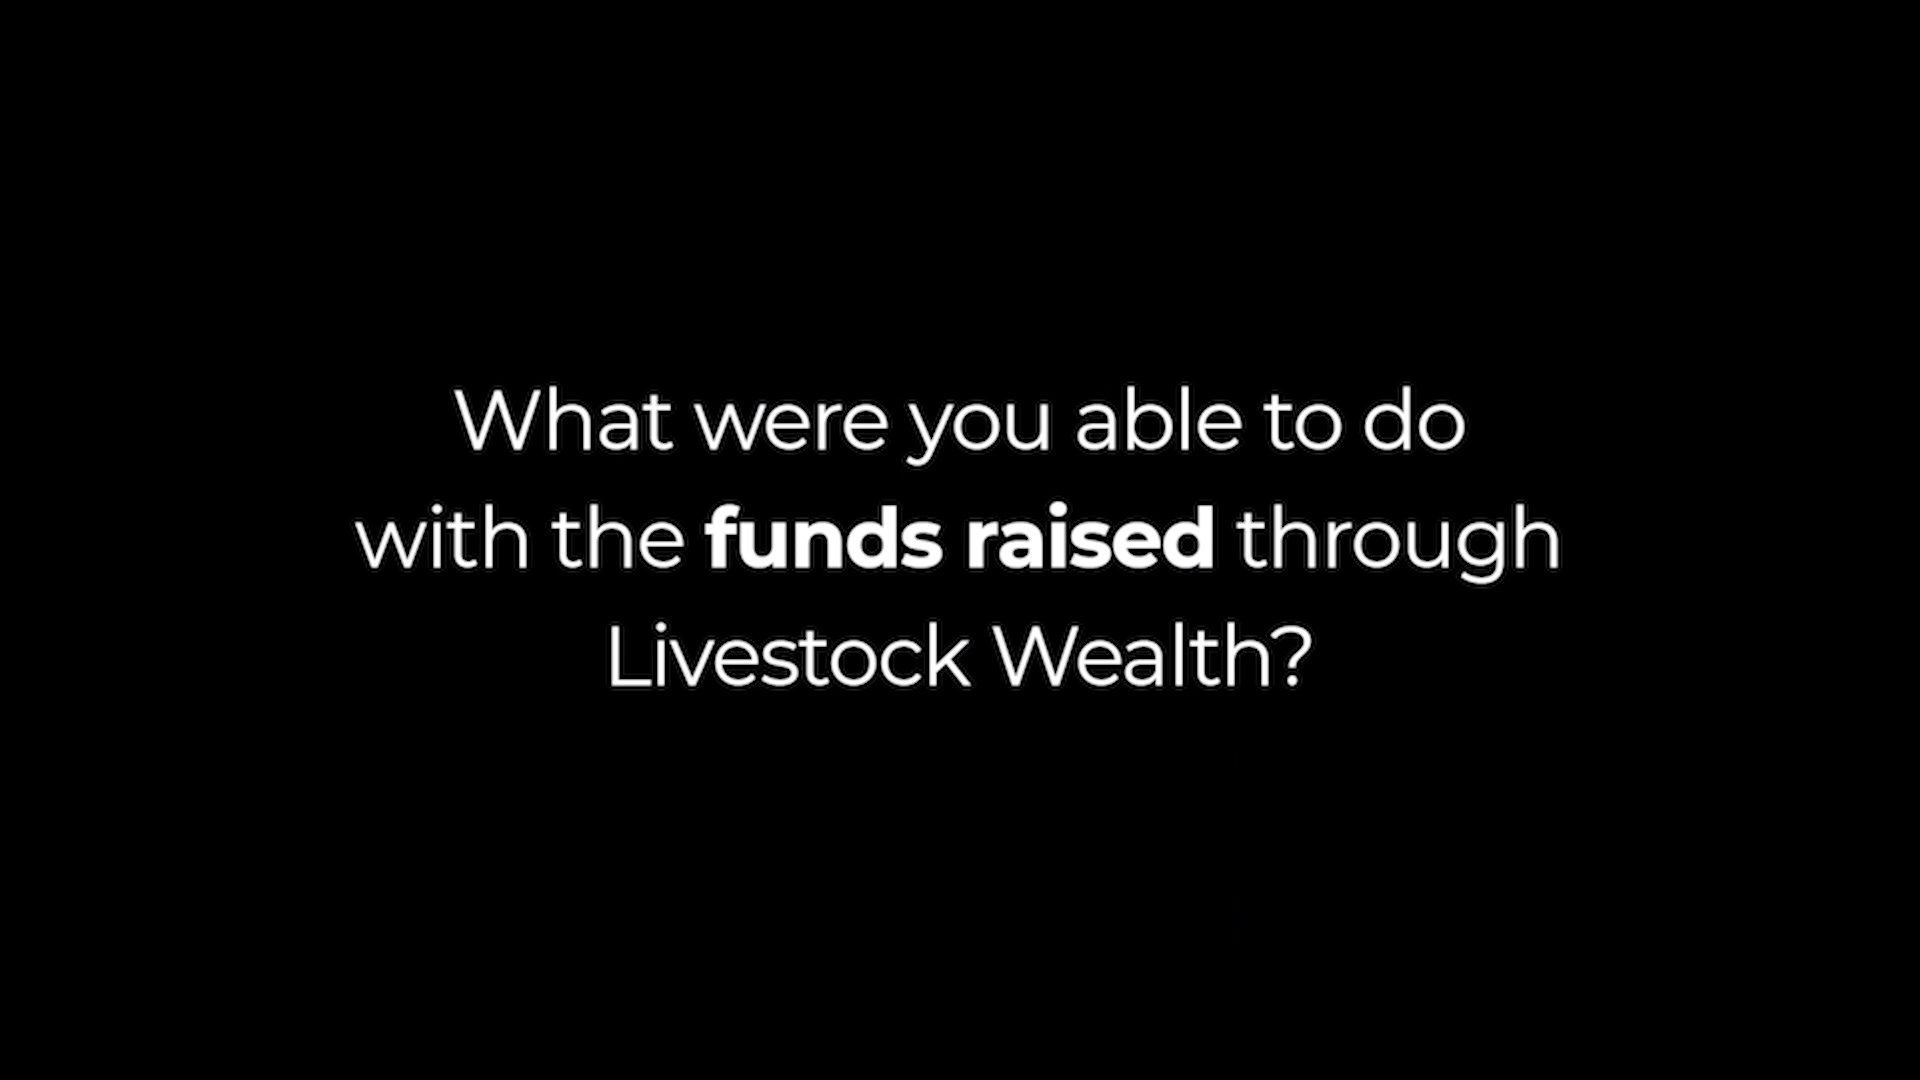 What were you able to do
with the funds raised through
Livestock Wealth?